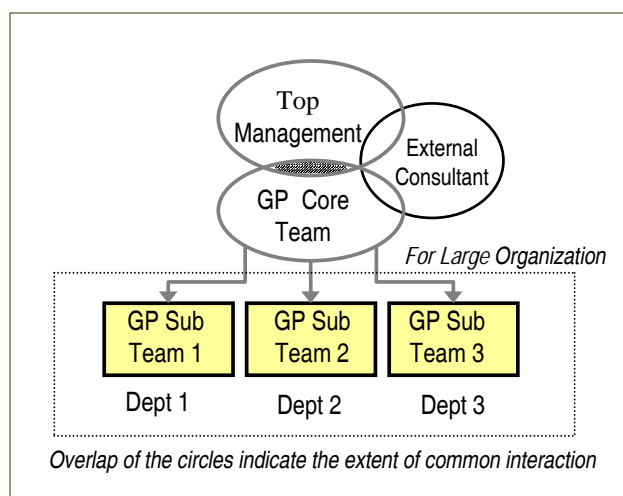 Top
Management
External
Consultant
GP Core
Team
For Large Organization
GP Sub
Team 1
GP Sub
Team 2
GP Sub
Team 3
Dept 1
Dept 2
Dept 3
Overlap of the circles indicate the extent of common interaction